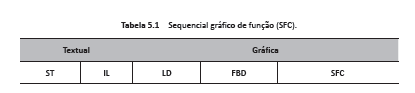 Tabela 5.1 Sequencial gráfico de função (SFC).
Textual Gráfica
ST IL LD FBD SFC